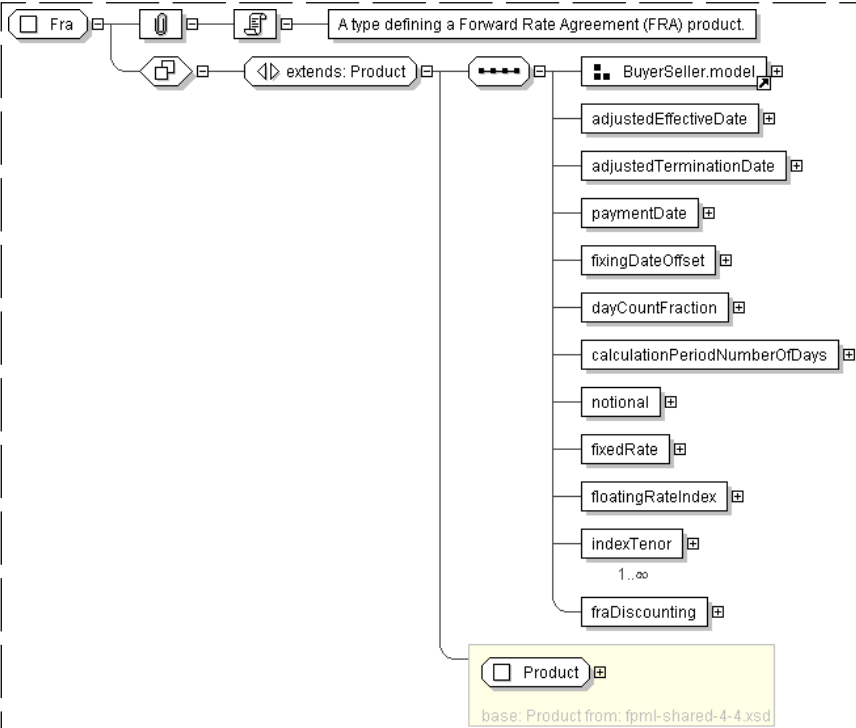 Fra
A type defining a Forward Rate Agreement (FRA) product.
extends: Product
BuyerSeller.model
adjustedEffectiveDate
adjustedTerminationDate
paymentDate
fixingDateOffset
dayCountFraction
calculationPeriodNumberOfDays
notional
fixedRate
floatingRateIndex
indexTenor
1..∞
fraDiscounting
Product
base: Product from: fpml-shared-4-4.xsd